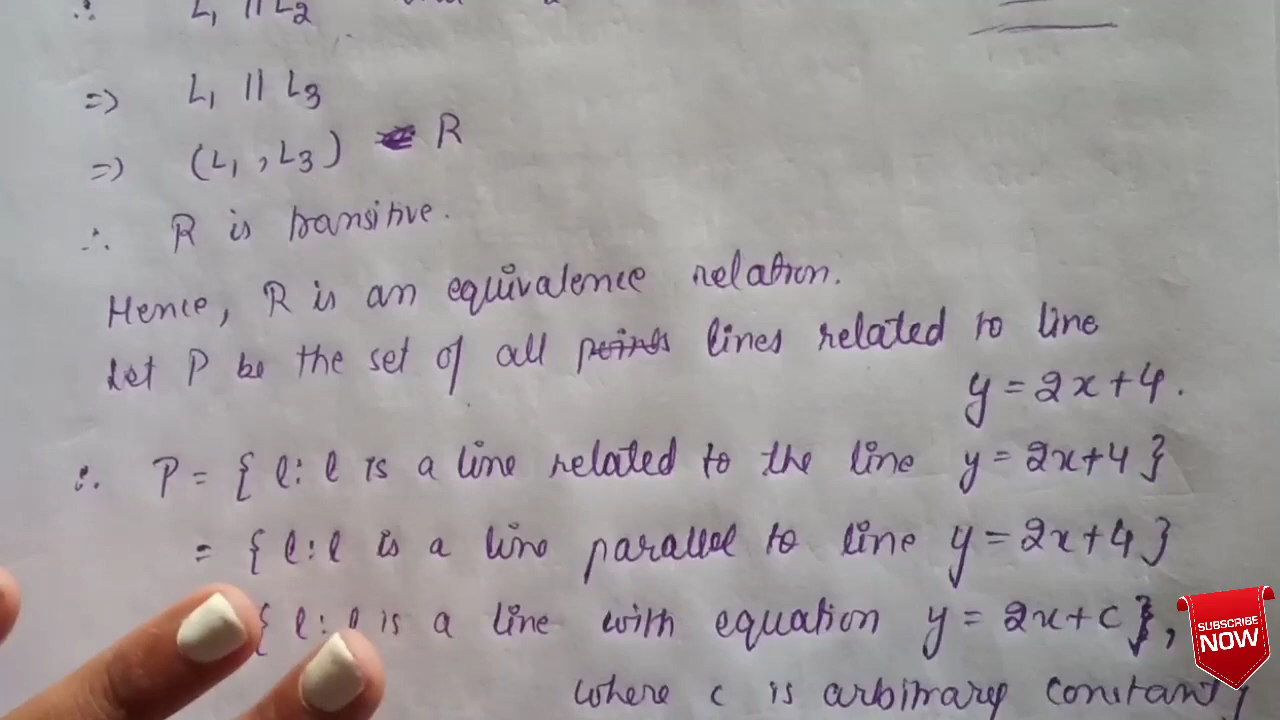 ∴ L₁ || L₂
=> L₁ || L₃
=> (L₁, L₃) R
∴ R is transitive.
Hence, R is an equivalence relation.
Let P be the set of all points lines related to line
y = 2x + 4.
∴ P = { l : l is a line related to the line y = 2x + 4 }
= { l : l is a line parallel to line y = 2x + 4 }
{ l : l is a line with equation y = 2x + c },
where c is arbitrary constant
SUBSCRIBE
NOW